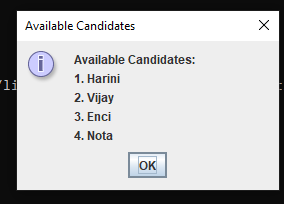 Available Candidates
Available Candidates:
1. Harini
2. Vijay
3. Enci
4. Nota
OK